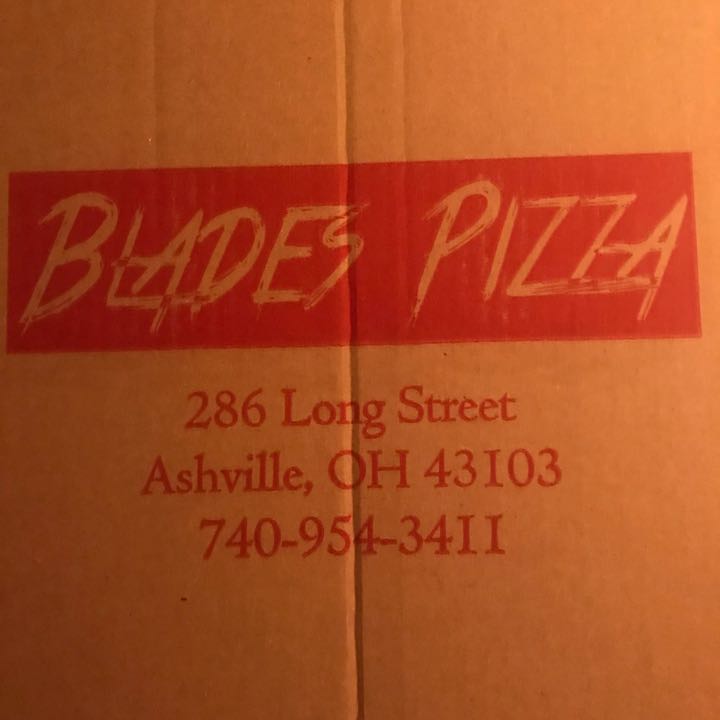 BLADES PIZZA
286 Long Street
Ashville, OH 43103
740-954-3411